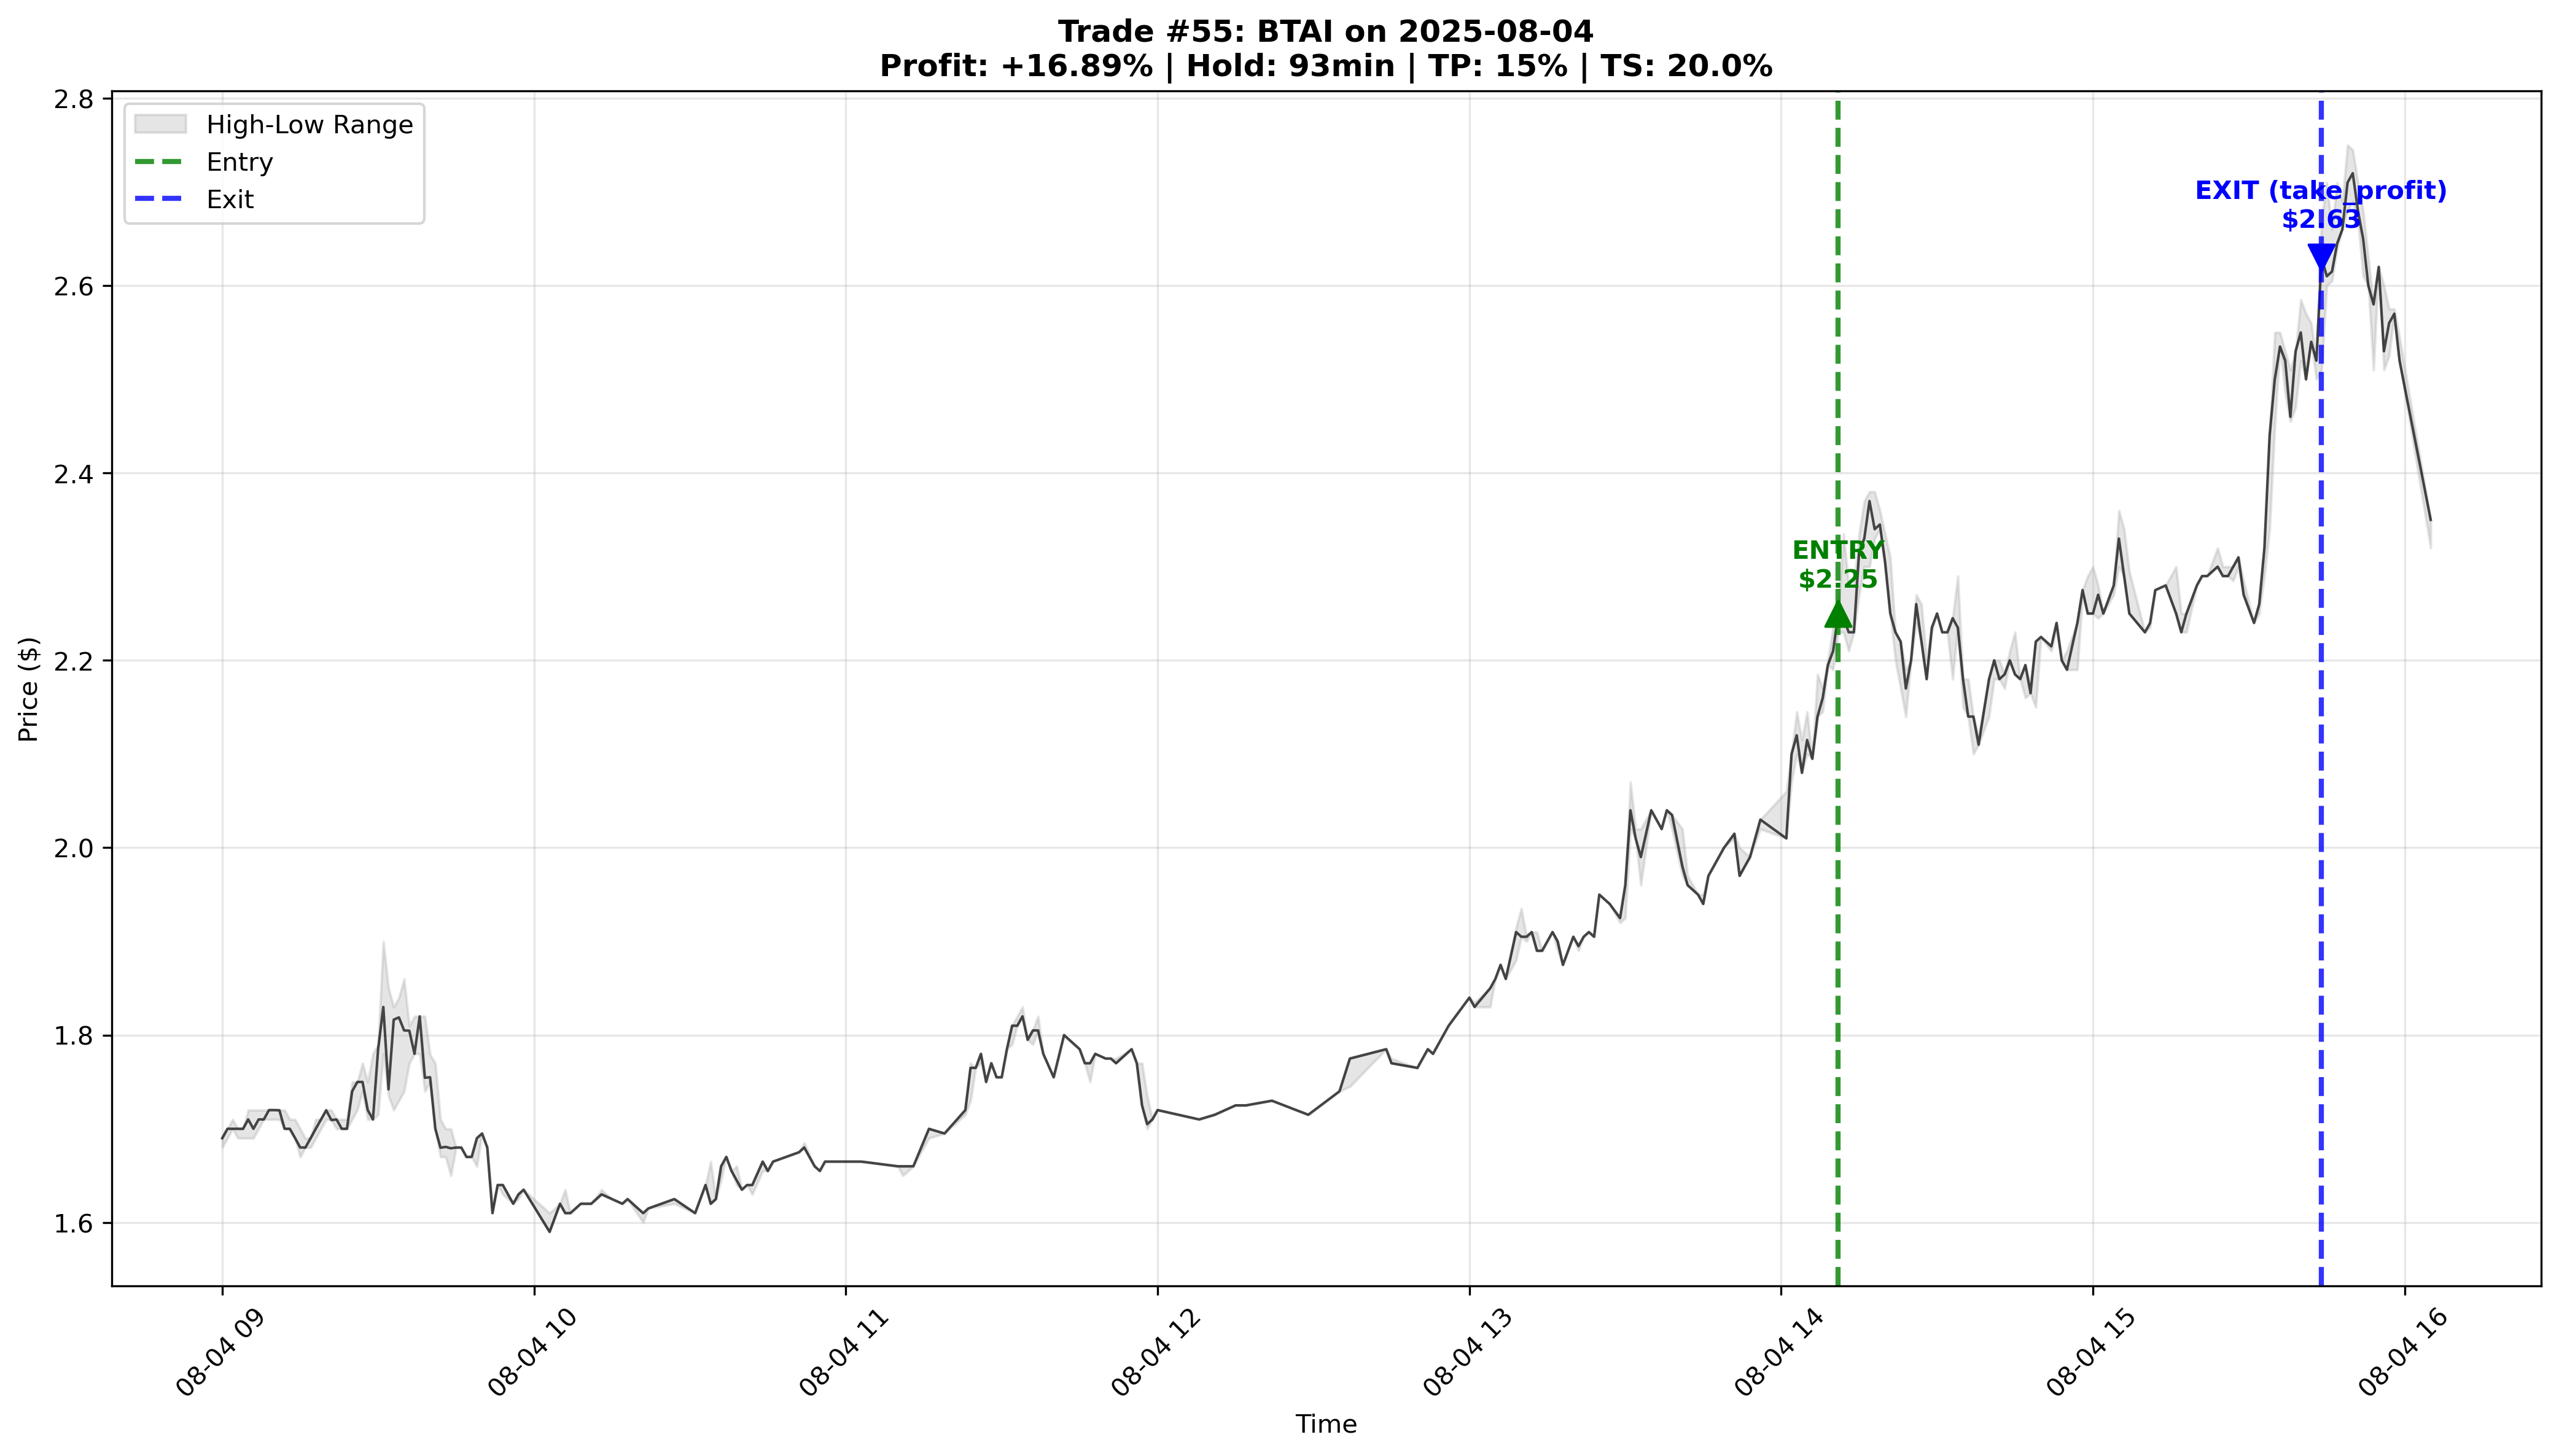 Trade #55: BTAI on 2025-08-04
Profit: +16.89% | Hold: 93min | TP: 15% | TS: 20.0%
High-Low Range
Entry
Exit
EXIT (take_profit)
$2.63
ENTRY
$2.25
Price ($)
2.8
2.6
2.4
2.2
2.0
1.8
1.6
08-04 09
08-04 10
08-04 11
08-04 12
08-04 13
08-04 14
08-04 15
08-04 16
Time